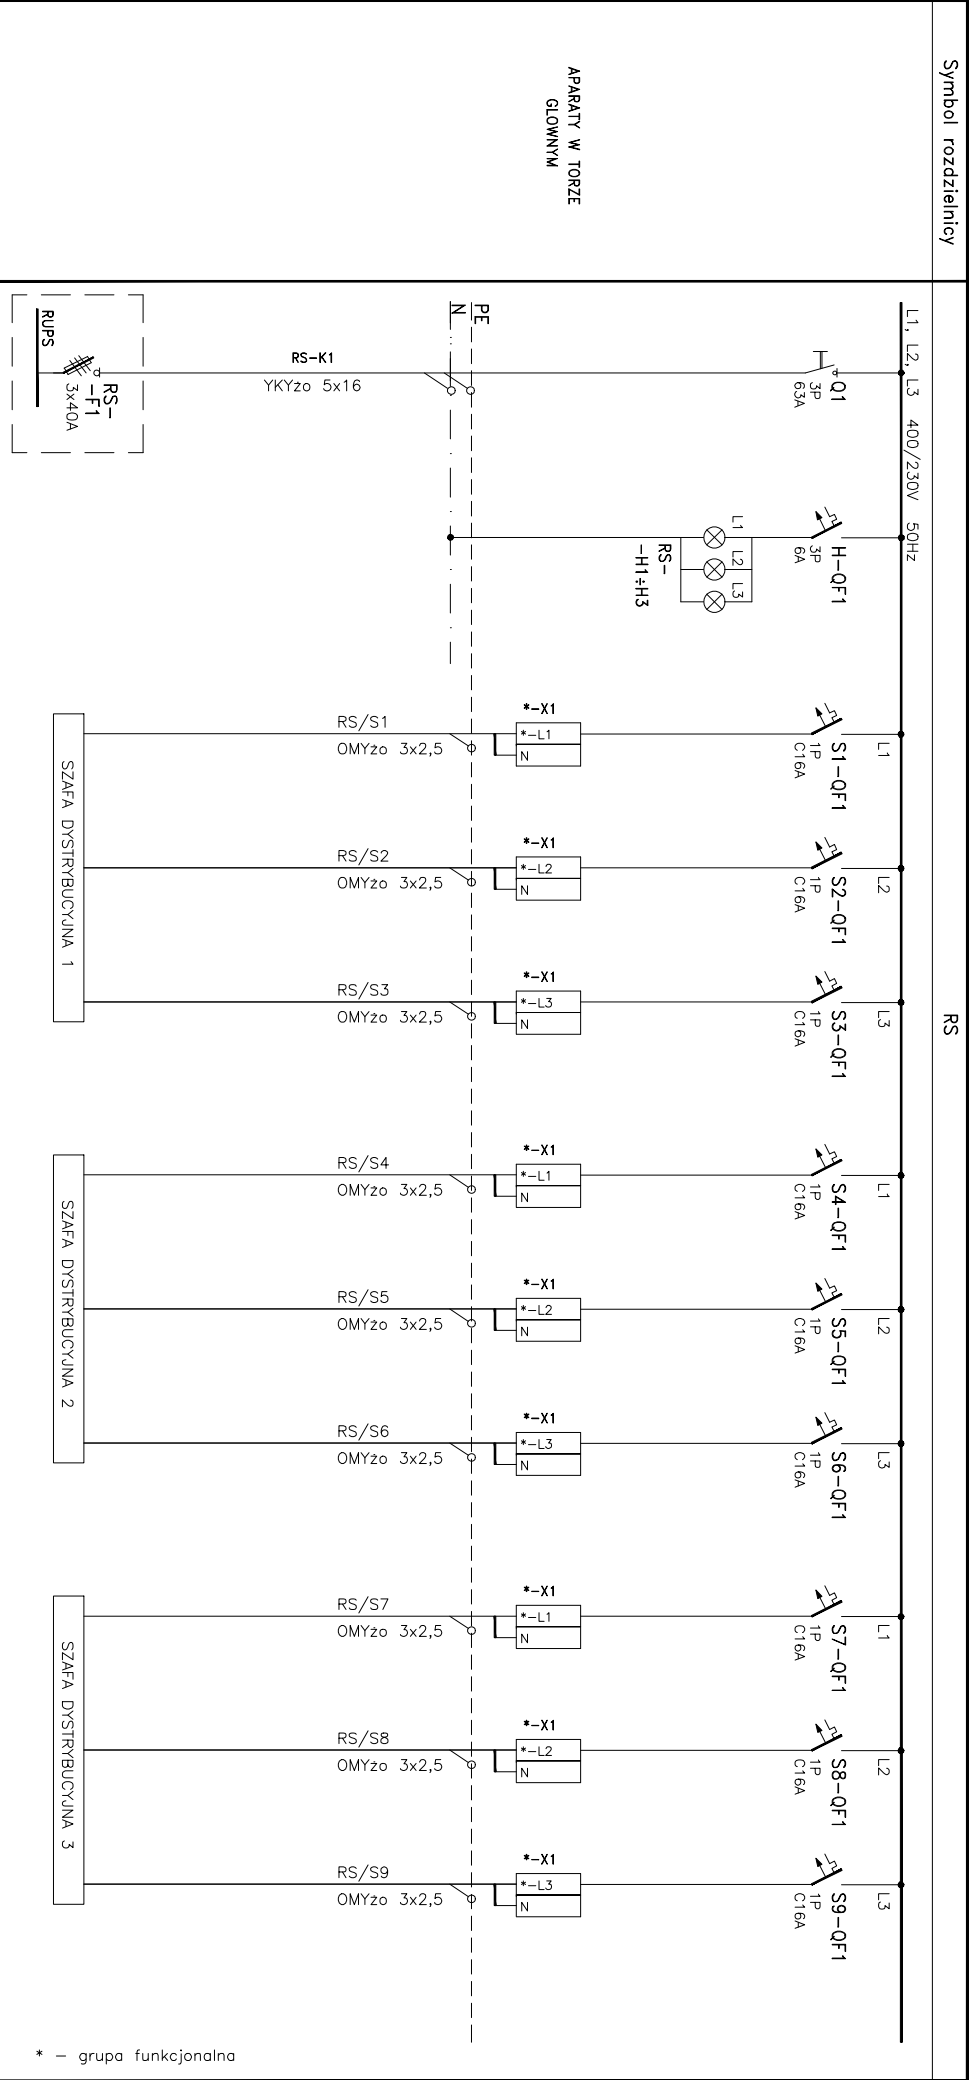 Symbol rozdzielnicy
RS
APARATY W TORZE
GLOWNYM
L1, L2, L3 400/230V 50Hz
PE
N
Q1
3P
63A
RS-K1
YKYżo 5x16
RS-
-F1
3x40A
RUPS
H-QF1
3P
6A
L1
L2
L3
RS-
-H1÷H3
L1
S1-QF1
1P
C16A
*-X1
*-L1
N
RS/S1
OMYżo 3x2,5
L2
S2-QF1
1P
C16A
*-X1
*-L2
N
RS/S2
OMYżo 3x2,5
L3
S3-QF1
1P
C16A
*-X1
*-L3
N
RS/S3
OMYżo 3x2,5
SZAFA DYSTRYBUCYJNA 1
L1
S4-QF1
1P
C16A
*-X1
*-L1
N
RS/S4
OMYżo 3x2,5
L2
S5-QF1
1P
C16A
*-X1
*-L2
N
RS/S5
OMYżo 3x2,5
L3
S6-QF1
1P
C16A
*-X1
*-L3
N
RS/S6
OMYżo 3x2,5
SZAFA DYSTRYBUCYJNA 2
L1
S7-QF1
1P
C16A
*-X1
*-L1
N
RS/S7
OMYżo 3x2,5
L2
S8-QF1
1P
C16A
*-X1
*-L2
N
RS/S8
OMYżo 3x2,5
L3
S9-QF1
1P
C16A
*-X1
*-L3
N
RS/S9
OMYżo 3x2,5
SZAFA DYSTRYBUCYJNA 3
* - grupa funkcjonalna